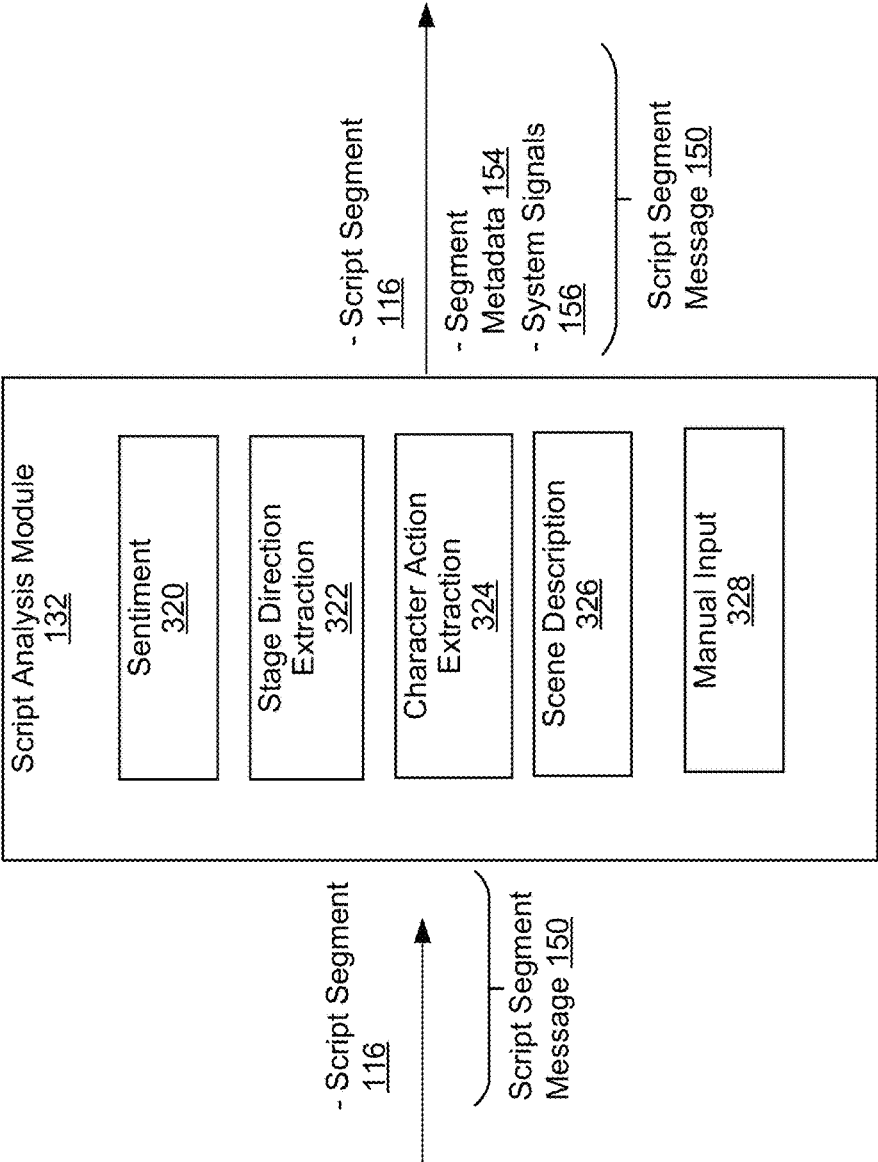 - Script Segment
116
Script Segment
Message 150
Script Analysis Module
132
Sentiment
320
Stage Direction
Extraction
322
Character Action
Extraction
324
Scene Description
326
Manual Input
328
- Script Segment
116
- Segment
Metadata 154
- System Signals
156
Script Segment
Message 150